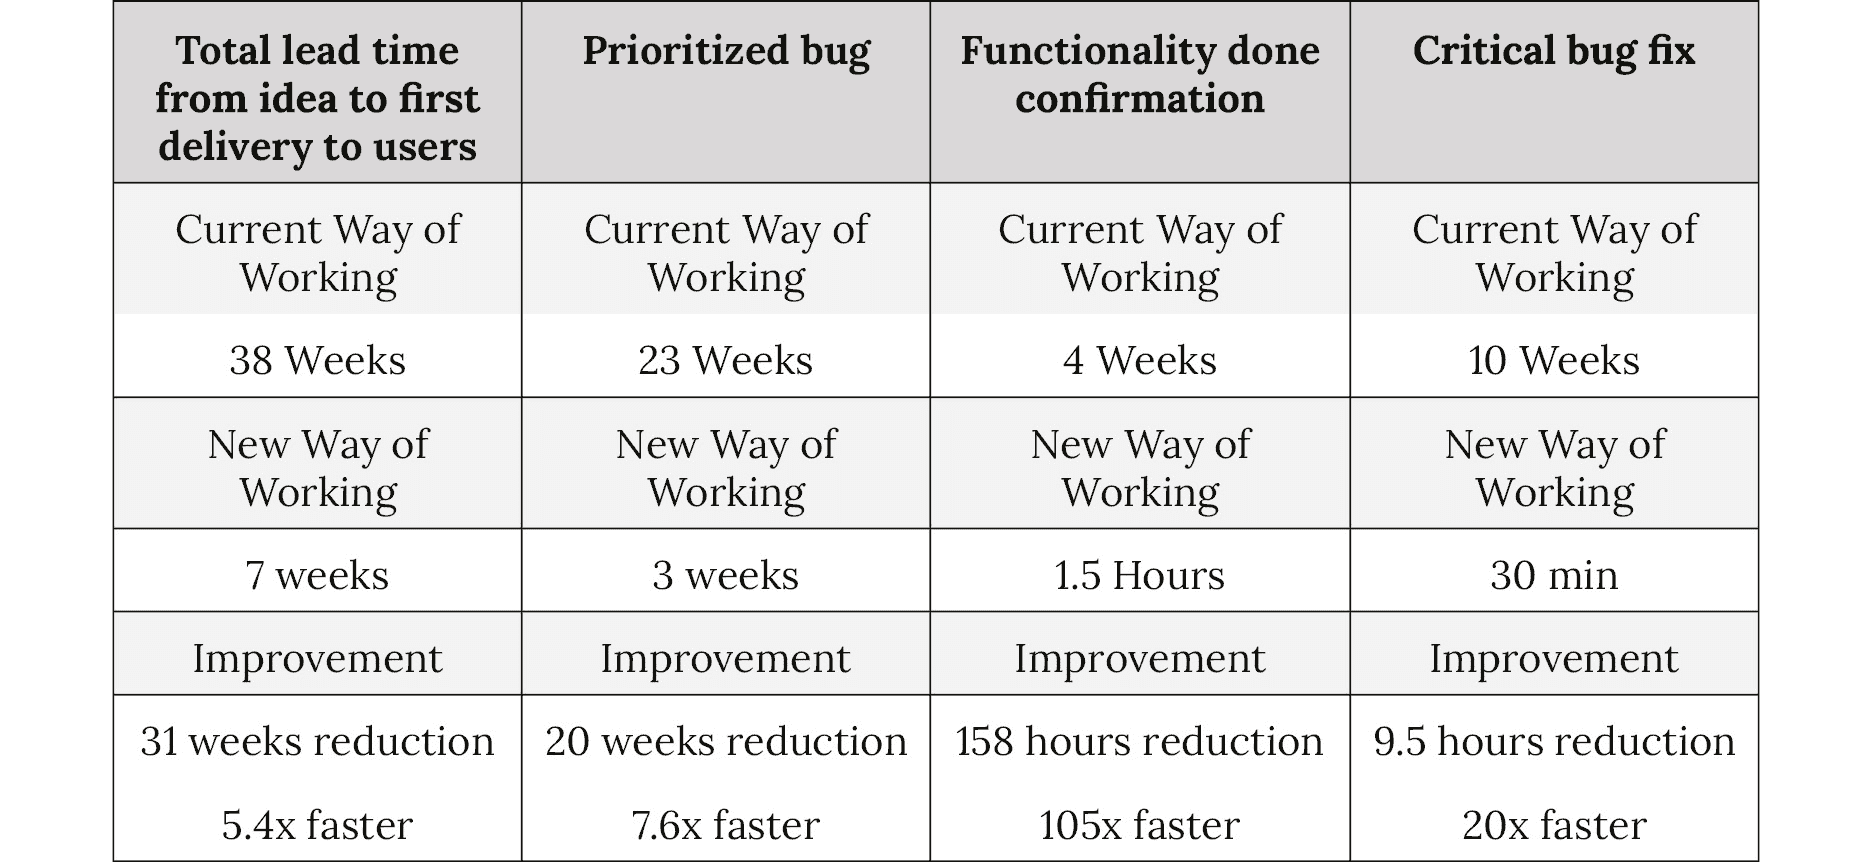 Total lead time
from idea to first
delivery to users
Prioritized bug
Functionality done
confirmation
Critical bug fix
Current Way of
Working
Current Way of
Working
Current Way of
Working
Current Way of
Working
38 Weeks
23 Weeks
4 Weeks
10 Weeks
New Way of
Working
New Way of
Working
New Way of
Working
New Way of
Working
7 weeks
3 weeks
1.5 Hours
30 min
Improvement
Improvement
Improvement
Improvement
31 weeks reduction
20 weeks reduction
158 hours reduction
9.5 hours reduction
5.4x faster
7.6x faster
105x faster
20x faster